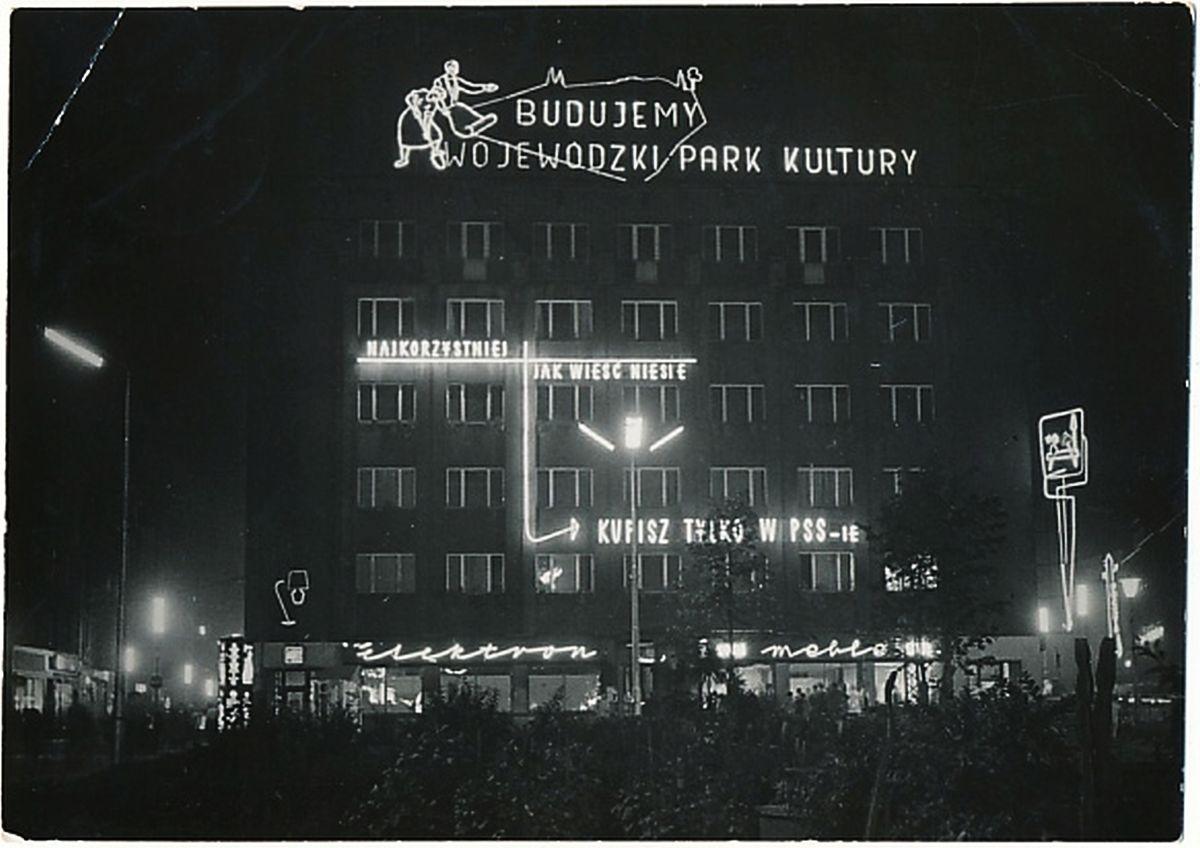 BUDUJEMY
WOJEWODZKI PARK KULTURY
NAJKORZYSTNIEJ
JAK WIEŚĆ NIESIE
KUPISZ TYLKO W PSS-IE
elektron
meble